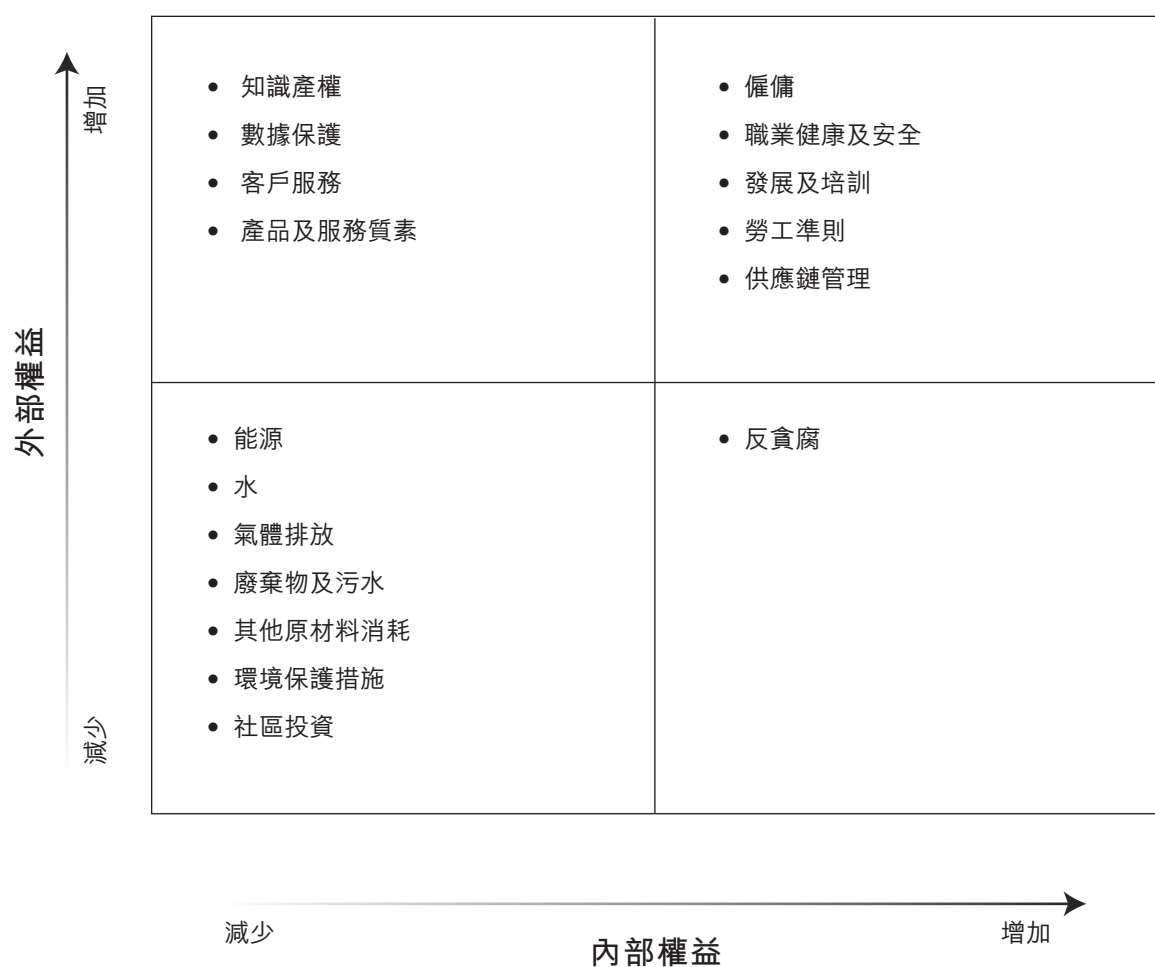 外部權益
增加
減少
• 知識產權
• 數據保護
• 客戶服務
• 產品及服務質素
• 僱傭
• 職業健康及安全
• 發展及培訓
• 勞工準則
• 供應鏈管理
• 能源
• 水
• 氣體排放
• 廢棄物及污水
• 其他原材料消耗
• 環境保護措施
• 社區投資
• 反貪腐
減少
增加
內部權益